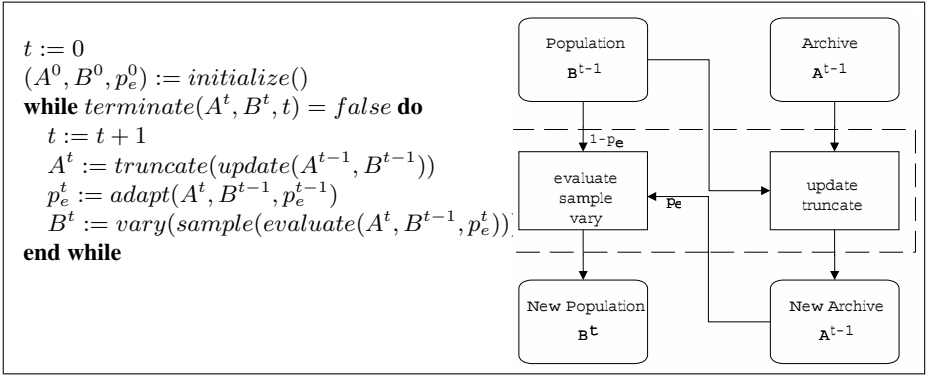 t := 0
(A^0, B^0, p_e^0) := initialize()
while terminate(A^t, B^t, t) = false do
t := t + 1
A^t := truncate(update(A^{t-1}, B^{t-1}))
p_e^t := adapt(A^t, B^{t-1}, p_e^{t-1})
B^t := vary(sample(evaluate(A^t, B^{t-1}, p_e^t))
end while
Population
B^{t-1}
Archive
A^{t-1}
1-p_e
evaluate
sample
vary
p_e
update
truncate
New Population
B^t
New Archive
A^{t-1}